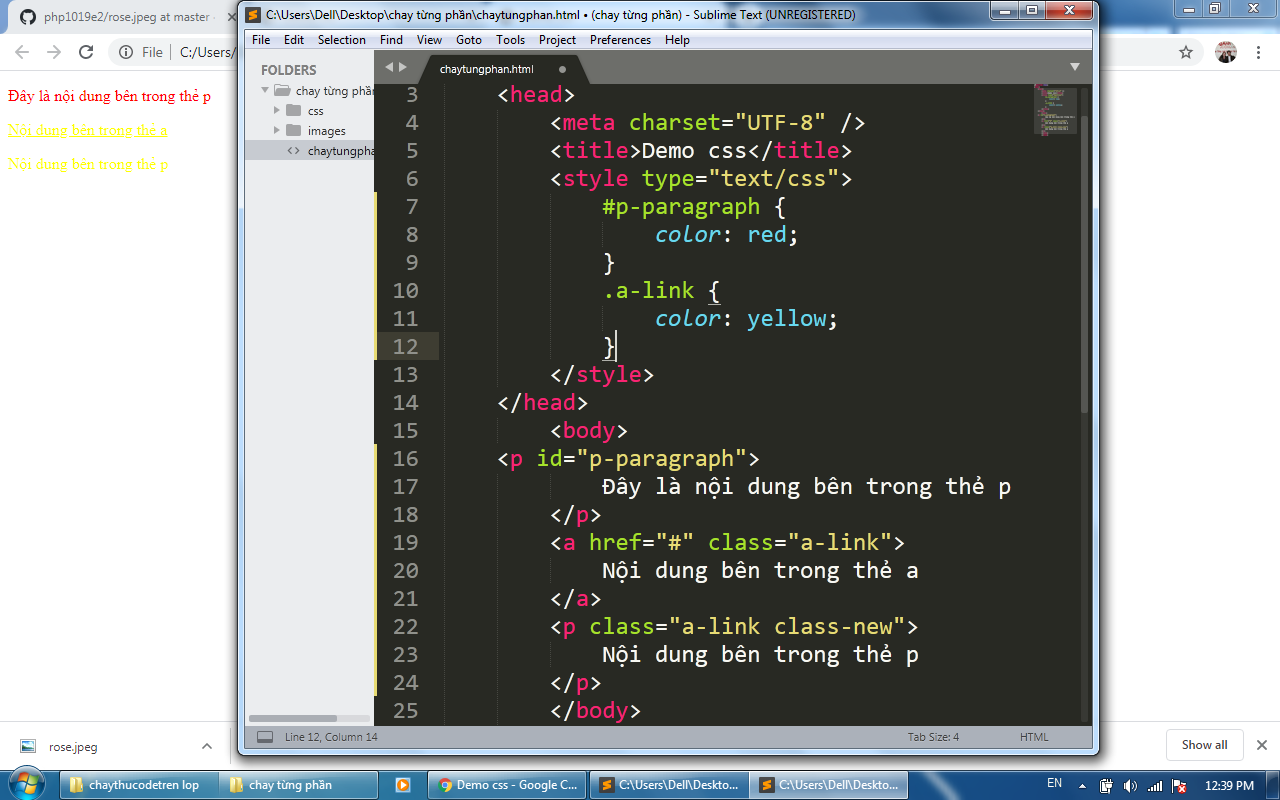 php1019e2/rose.jpeg at master
C:\Users\Dell\Desktop\chay từng phần\chaytungphan.html • (chay từng phần) - Sublime Text (UNREGISTERED)
File Edit Selection Find View Goto Tools Project Preferences Help
File C:/Users/
FOLDERS
chay từng phần
css
images
chaytungpha
chaytungphan.html
Đây là nội dung bên trong thẻ p
Nội dung bên trong thẻ a
Nội dung bên trong thẻ p
3 <head>
4 <meta charset="UTF-8" />
5 <title>Demo css</title>
6 <style type="text/css">
7 #p-paragraph {
8 color: red;
9 }
10 .a-link {
11 color: yellow;
12 }
13 </style>
14 </head>
15 <body>
16 <p id="p-paragraph">
17 Đây là nội dung bên trong thẻ p
18 </p>
19 <a href="#" class="a-link">
20 Nội dung bên trong thẻ a
21 </a>
22 <p class="a-link class-new">
23 Nội dung bên trong thẻ p
24 </p>
25 </body>
Line 12, Column 14 Tab Size: 4 HTML
rose.jpeg Show all
chaythucodetren lop chay từng phần Demo css - Google C... C:\Users\Dell\Deskto... C:\Users\Dell\Deskto... EN 12:39 PM